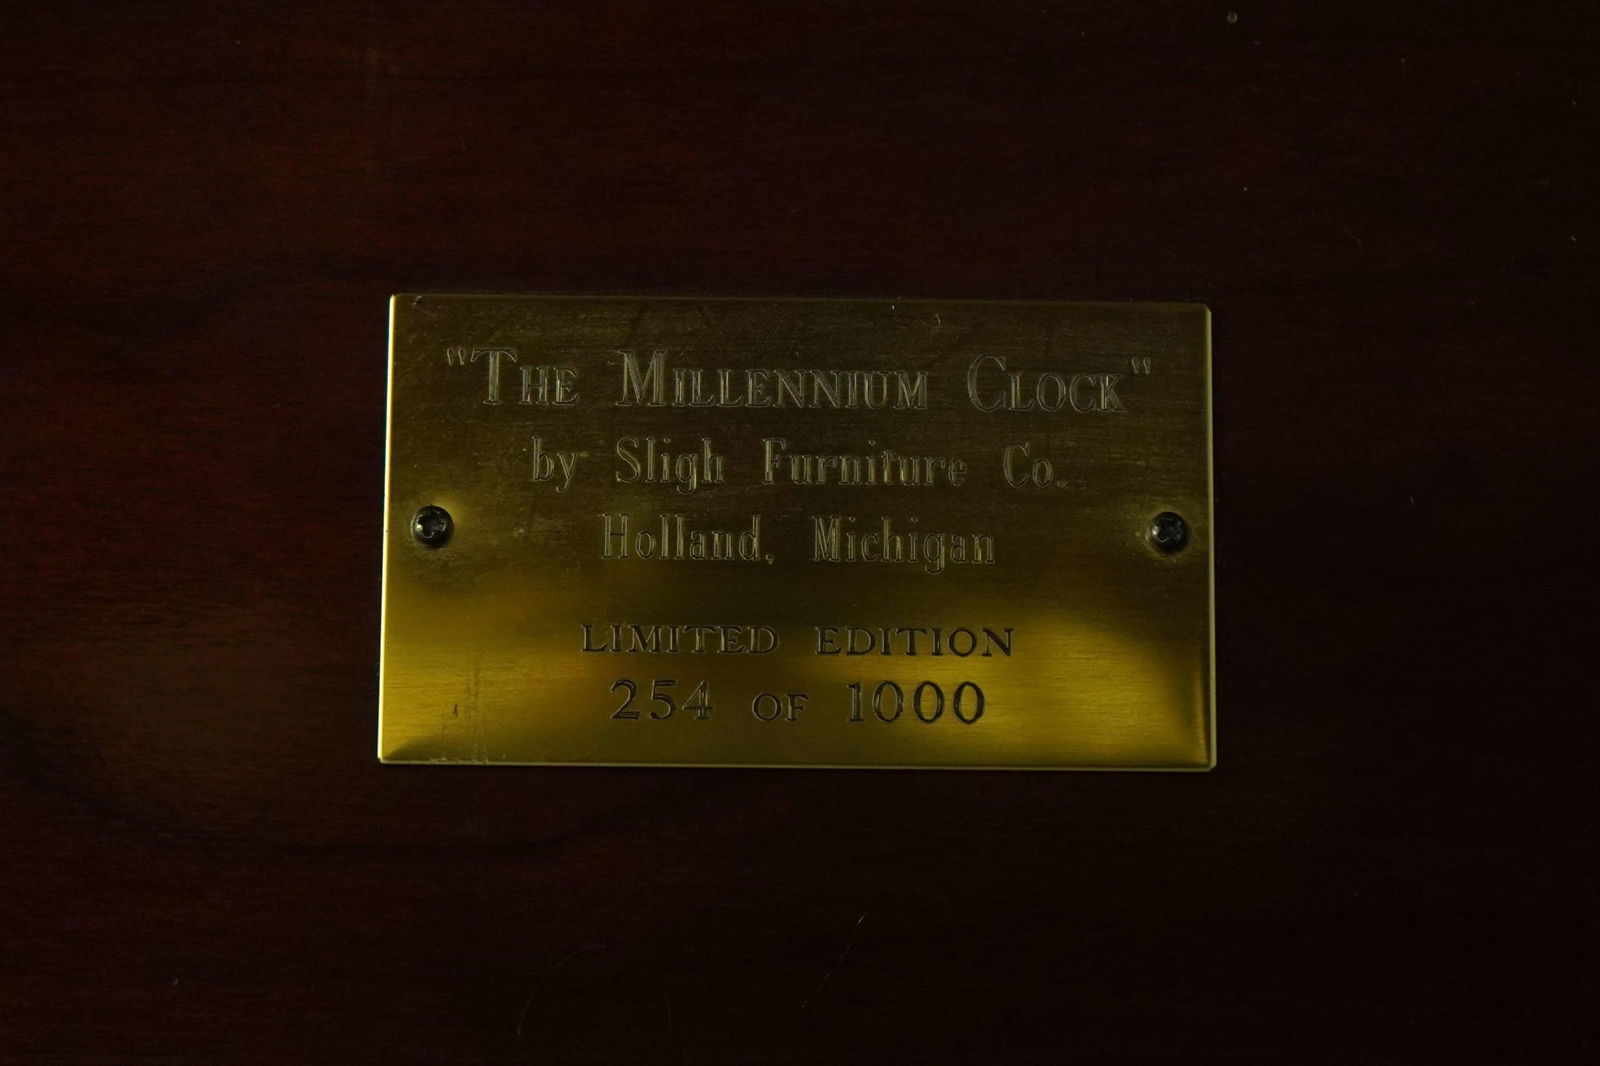 "THE MILLENNIUM CLOCK"
by Sligh Furniture Co.
Holland, Michigan
LIMITED EDITION
254 OF 1000